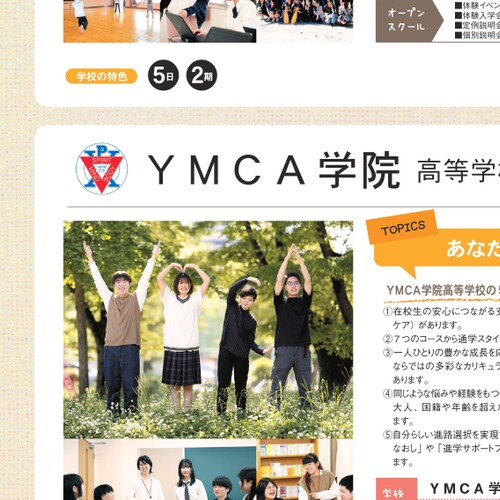 オープン
スクール
■体験イベン
■体験入学会
■定例説明会
■個別説明会
学校の特色
5日
2期
SPIRIT
YMCA学院 高等学校
TOPICS
あなた
YMCA学院高等学校の
①在校生の安心につながる支
ケア）があります。
②7つのコースから通学スタイ
③一人ひとりの豊かな成長を
ならではの多彩なカリキュラ
あります。
④同じような悩みや経験をもつ
大人、国籍や年齢を超え
ます。
⑤自分らしい進路選択を実現
なおし」や「進学サポートプ
ます。
学校
YMCA学